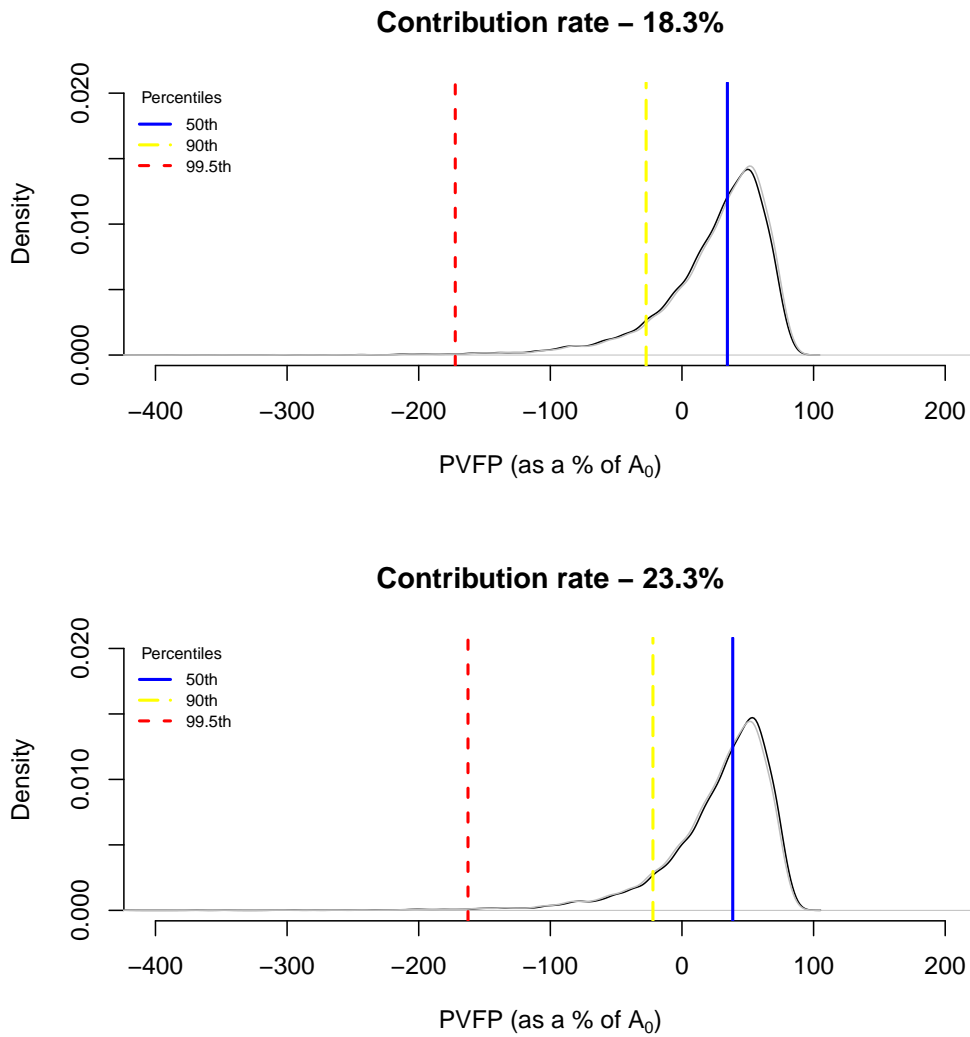 Contribution rate – 18.3%
Percentiles
50th
90th
99.5th
Density
0.000 0.010 0.020
−400 −300 −200 −100 0 100 200
PVFP (as a % of A₀)
Contribution rate – 23.3%
Percentiles
50th
90th
99.5th
Density
0.000 0.010 0.020
−400 −300 −200 −100 0 100 200
PVFP (as a % of A₀)